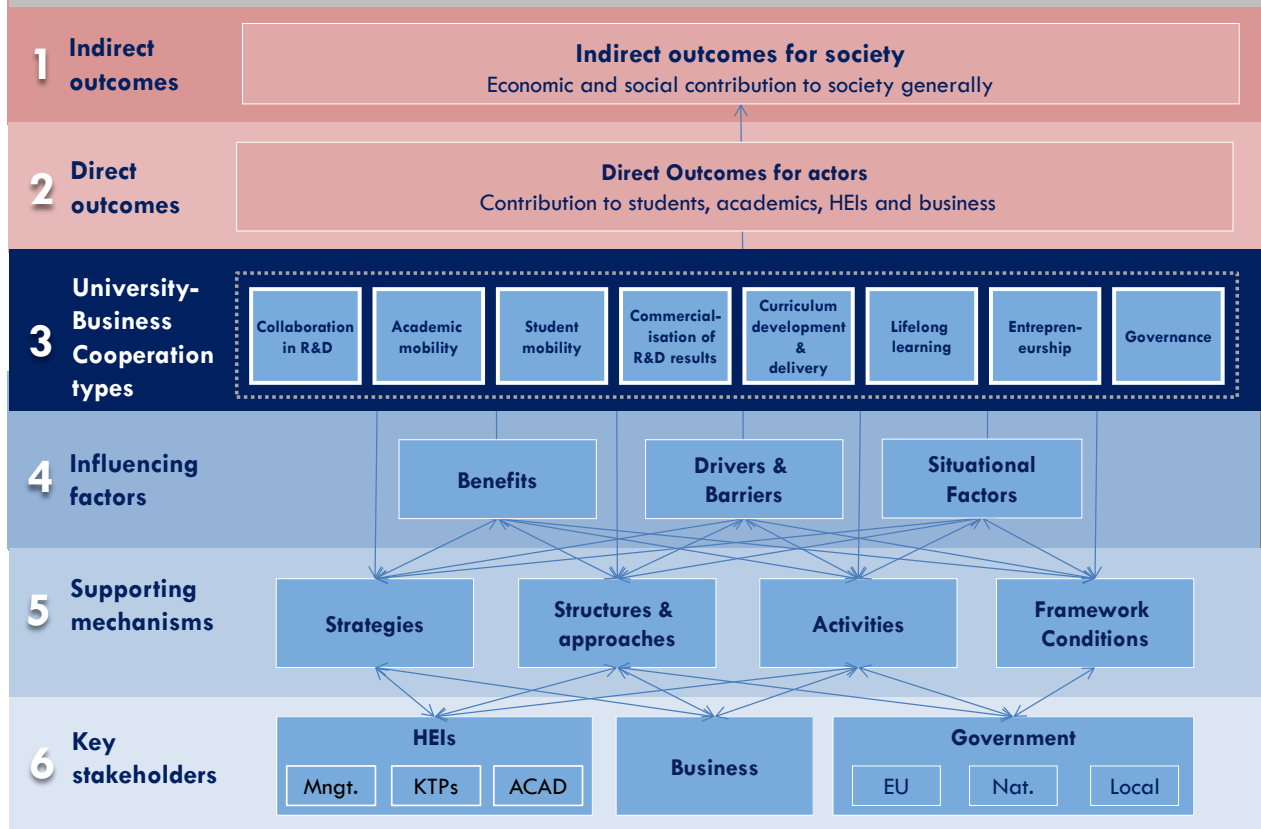 1
Indirect
outcomes
Indirect outcomes for society
Economic and social contribution to society generally
2
Direct
outcomes
Direct Outcomes for actors
Contribution to students, academics, HEIs and business
3
University-
Business
Cooperation
types
Collaboration
in R&D
Academic
mobility
Student
mobility
Commercial-
isation of
R&D results
Curriculum
development
&
delivery
Lifelong
learning
Entrepren-
eurship
Governance
4
Influencing
factors
Benefits
Drivers &
Barriers
Situational
Factors
5
Supporting
mechanisms
Strategies
Structures &
approaches
Activities
Framework
Conditions
6
Key
stakeholders
HEIs
Mngt.
KTPs
ACAD
Business
Government
EU
Nat.
Local